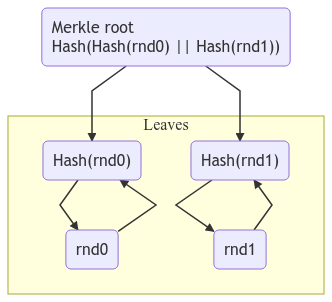 Merkle root
Hash(Hash(rnd0) || Hash(rnd1))
Leaves
Hash(rnd0)
Hash(rnd1)
rnd0
rnd1